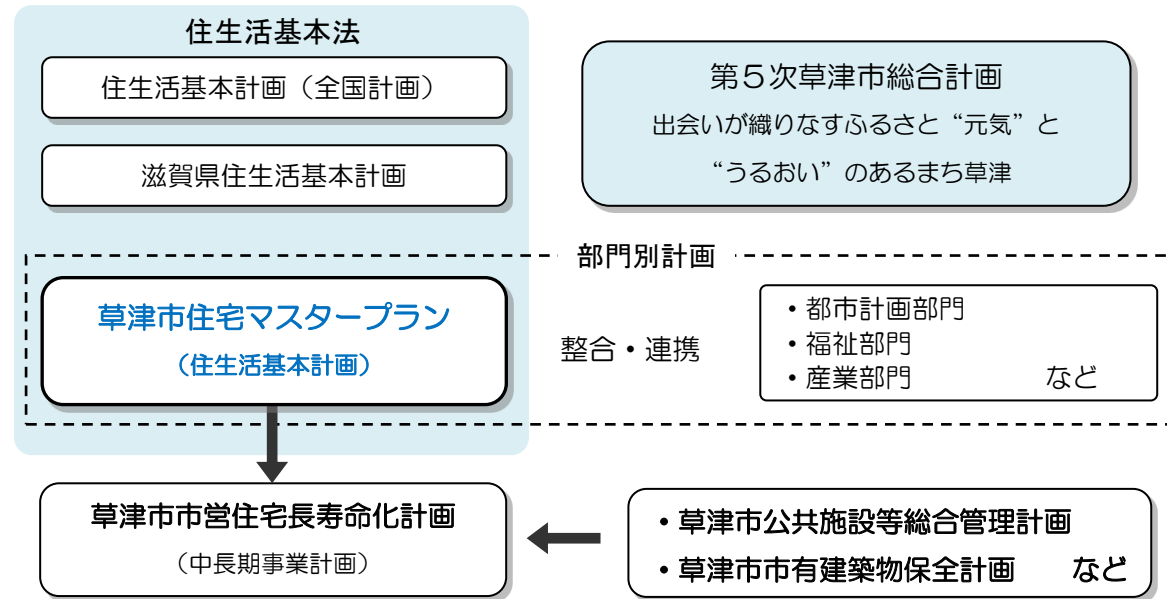 住生活基本法
住生活基本計画（全国計画）
滋賀県住生活基本計画
第５次草津市総合計画
出会いが織りなすふるさと“元気”と
“うるおい”のあるまち草津
部門別計画
草津市住宅マスタープラン
（住生活基本計画）
整合・連携
・都市計画部門
・福祉部門
・産業部門　など
草津市市営住宅長寿命化計画
（中長期事業計画）
・草津市公共施設等総合管理計画
・草津市市有建築物保全計画　など